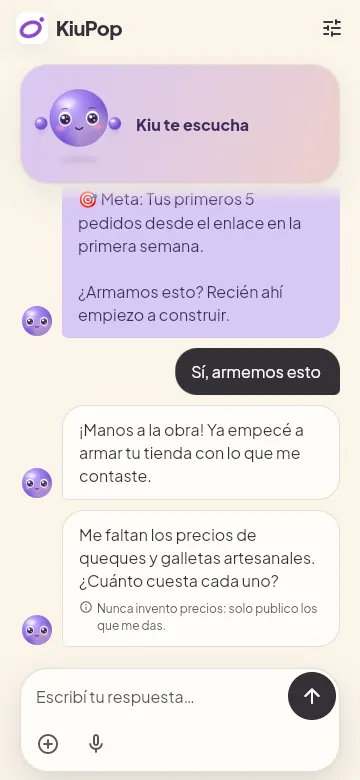 KiuPop
Kiu te escucha
🎯 Meta: Tus primeros 5
pedidos desde el enlace en la
primera semana.
¿Armamos esto? Recién ahí
empiezo a construir.
Sí, armemos esto
¡Manos a la obra! Ya empecé a
armar tu tienda con lo que me
contaste.
Me faltan los precios de
queques y galletas artesanales.
¿Cuánto cuesta cada uno?
Nunca invento precios: solo publico los
que me das.
Escribí tu respuesta...